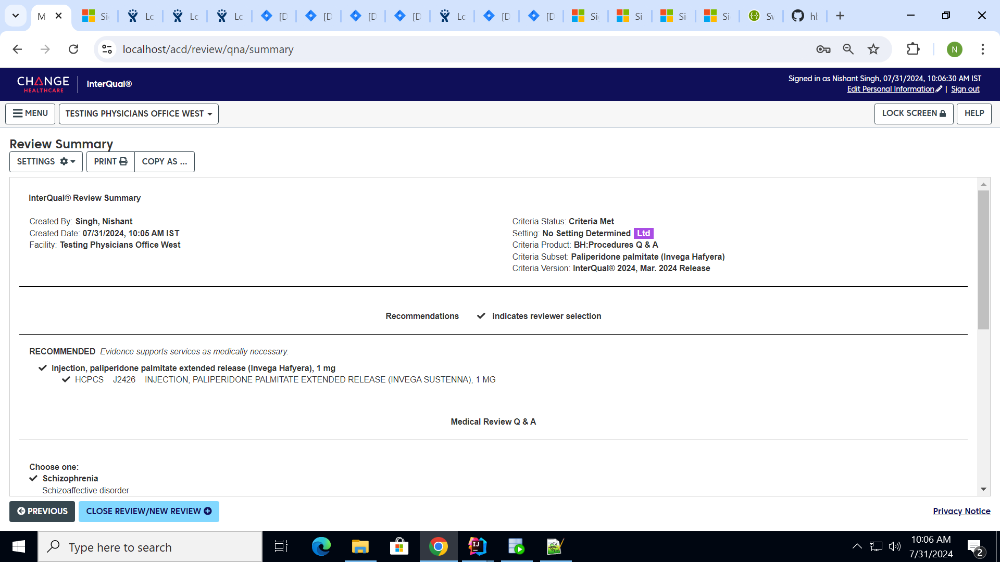 M
Si
Lo
Lo
Lo
[D
[D
[D
[D
Lo
[D
[D
Sig
Si
Si
Si
Sv
hl
localhost/acd/review/qna/summary
N
CHANGE
HEALTHCARE
InterQual®
Signed in as Nishant Singh, 07/31/2024, 10:06:30 AM IST
Edit Personal Information | Sign out
MENU
TESTING PHYSICIANS OFFICE WEST
LOCK SCREEN
HELP
Review Summary
SETTINGS
PRINT
COPY AS ...
InterQual® Review Summary
Created By: Singh, Nishant
Created Date: 07/31/2024, 10:05 AM IST
Facility: Testing Physicians Office West
Criteria Status: Criteria Met
Setting: No Setting Determined Ltd
Criteria Product: BH:Procedures Q & A
Criteria Subset: Paliperidone palmitate (Invega Hafyera)
Criteria Version: InterQual® 2024, Mar. 2024 Release
Recommendations indicates reviewer selection
RECOMMENDED Evidence supports services as medically necessary.
Injection, paliperidone palmitate extended release (Invega Hafyera), 1 mg
HCPCS J2426 INJECTION, PALIPERIDONE PALMITATE EXTENDED RELEASE (INVEGA SUSTENNA), 1 MG
Medical Review Q & A
Choose one:
Schizophrenia
Schizoaffective disorder
PREVIOUS
CLOSE REVIEW/NEW REVIEW
Privacy Notice
Type here to search
IJ
10:06 AM
7/31/2024
2